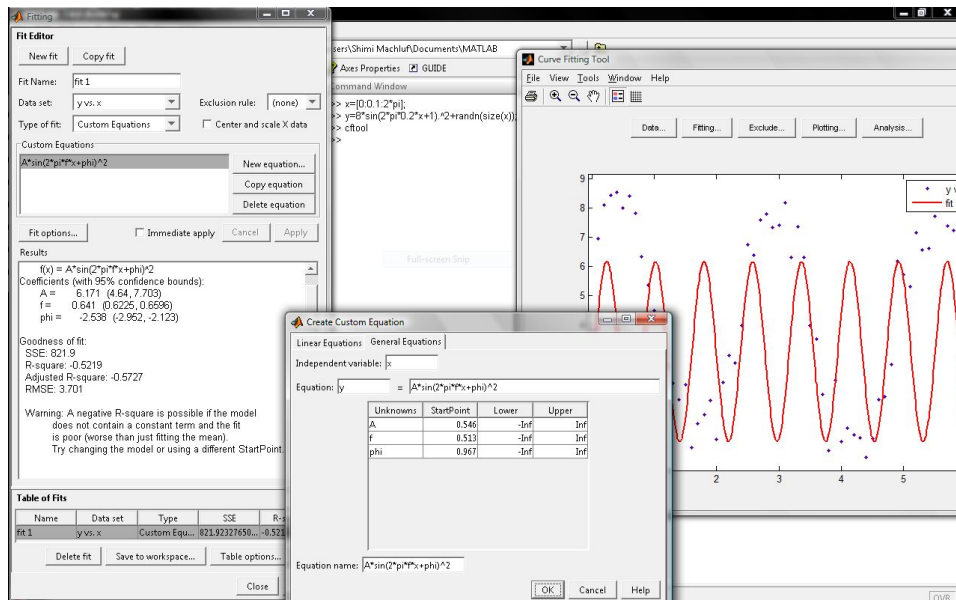 Fitting
Fit Editor
New fit
Copy fit
Fit Name: fit 1
Data set: y vs. x
Exclusion rule: (none)
Type of fit: Custom Equations
Center and scale X data
Custom Equations
A*sin(2*pi*f*x+phi)^2
New equation...
Copy equation
Delete equation
Fit options...
Immediate apply
Cancel
Apply
Results
f(x) = A*sin(2*pi*f*x+phi)^2
Coefficients (with 95% confidence bounds):
A = 6.171 (4.64, 7.703)
f = 0.641 (0.6225, 0.6596)
phi = -2.538 (-2.952, -2.123)
Goodness of fit:
SSE: 821.9
R-square: -0.5219
Adjusted R-square: -0.5727
RMSE: 3.701
Warning: A negative R-square is possible if the model
does not contain a constant term and the fit
is poor (worse than just fitting the mean).
Try changing the model or using a different StartPoint.
Table of Fits
Name Data set Type SSE R-s
fit 1 y vs. x Custom Equ... 821.92327650... -0.521
Delete fit
Save to workspace...
Table options...
Close
sers\Shimi Machluf\Documents\MATLAB
Axes Properties
GUIDE
ommand Window
>> x=[0:0.1:2*pi];
>> y=8*sin(2*pi*0.2*x+1).^2+randn(size(x));
>> cftool
>>
Full-screen Snip
Curve Fitting Tool
File View Tools Window Help
Data...
Fitting...
Exclude...
Plotting...
Analysis...
9
8
7
6
5
2
3
4
5
y v
fit
Create Custom Equation
Linear Equations
General Equations
Independent variable: x
Equation: y = A*sin(2*pi*f*x+phi)^2
Unknowns StartPoint Lower Upper
A 0.546 -Inf Inf
f 0.513 -Inf Inf
phi 0.967 -Inf Inf
Equation name: A*sin(2*pi*f*x+phi)^2
OK
Cancel
Help
OVR